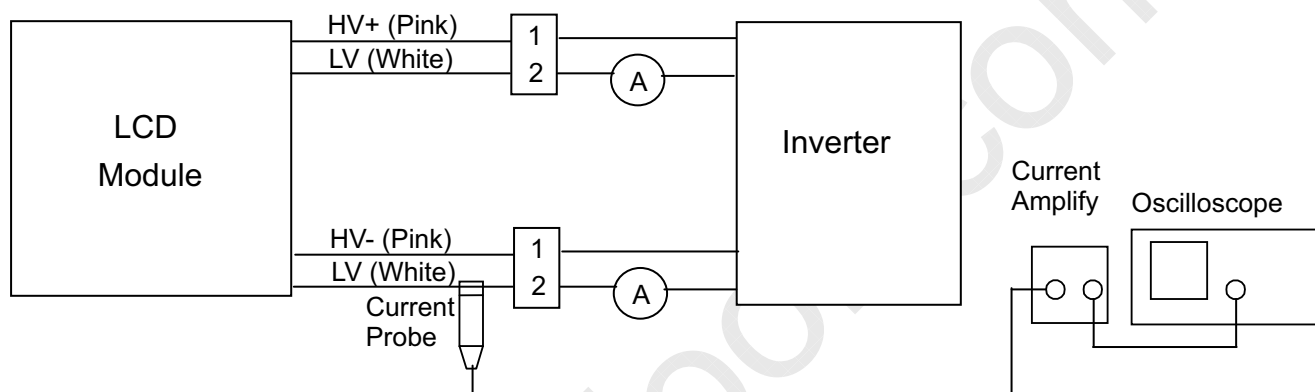 HV+ (Pink)
LV (White)
1
2
A
LCD
Module
Inverter
HV- (Pink)
LV (White)
1
2
A
Current
Probe
Current
Amplify
Oscilloscope